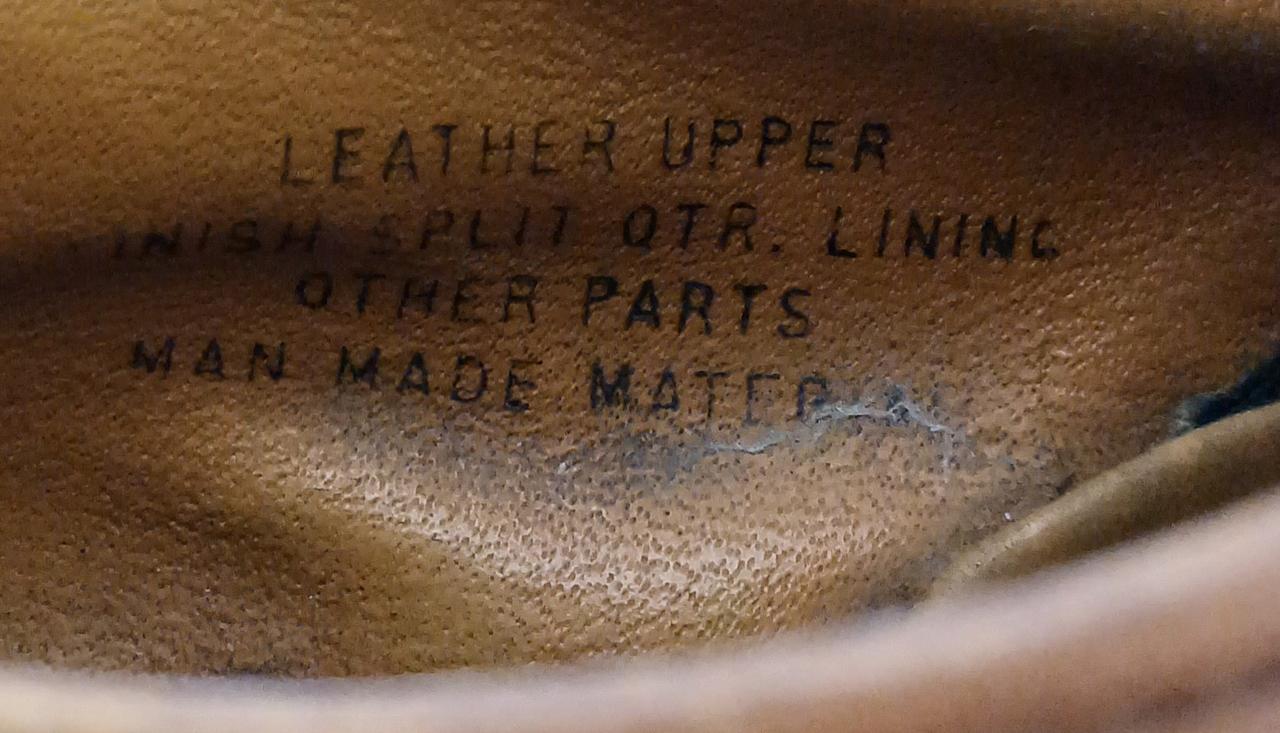 LEATHER UPPER
INISH SPLIT QTR. LINING
OTHER PARTS
MAN MADE